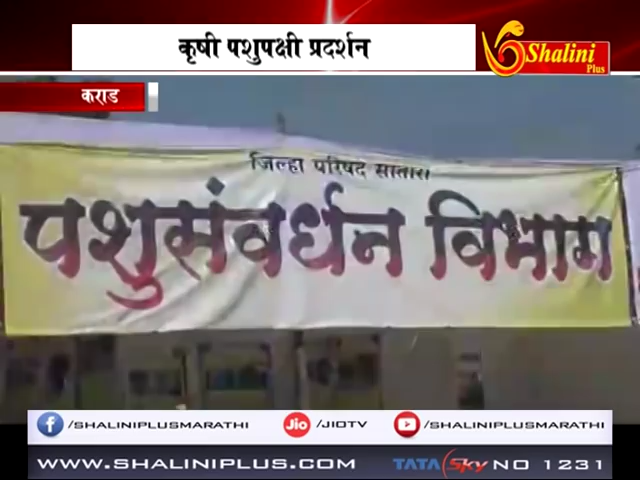 कृषी पशुपक्षी प्रदर्शन
Shalini
Plus
कराड
जिल्हा परिषद सातारा
पशुसंवर्धन विभाग
/SHALINIPLUSMARATHI
Jio /JIOTV
/SHALINIPLUSMARATHI
WWW.SHALINIPLUS.COM
TATA Sky NO 1231